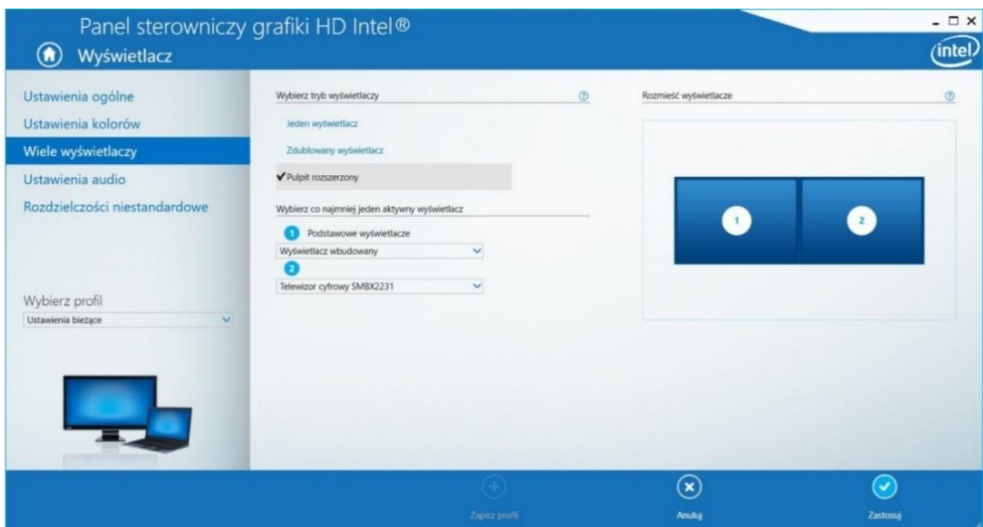 Panel sterowniczy grafiki HD Intel®
Wyświetlacz
intel
Ustawienia ogólne
Ustawienia kolorów
Wiele wyświetlaczy
Ustawienia audio
Rozdzielczości niestandardowe
Wybierz profil
Ustawienia bieżące
Wybierz tryb wyświetlaczy
Jeden wyświetlacz
Zdublowany wyświetlacz
Pulpit rozszerzony
Wybierz co najmniej jeden aktywny wyświetlacz
1 Podstawowe wyświetlacze
Wyświetlacz wbudowany
2
Telewizor cyfrowy SMBX2231
Rozmieść wyświetlacze
1 2
Zapisz profil
Anuluj
Zastosuj